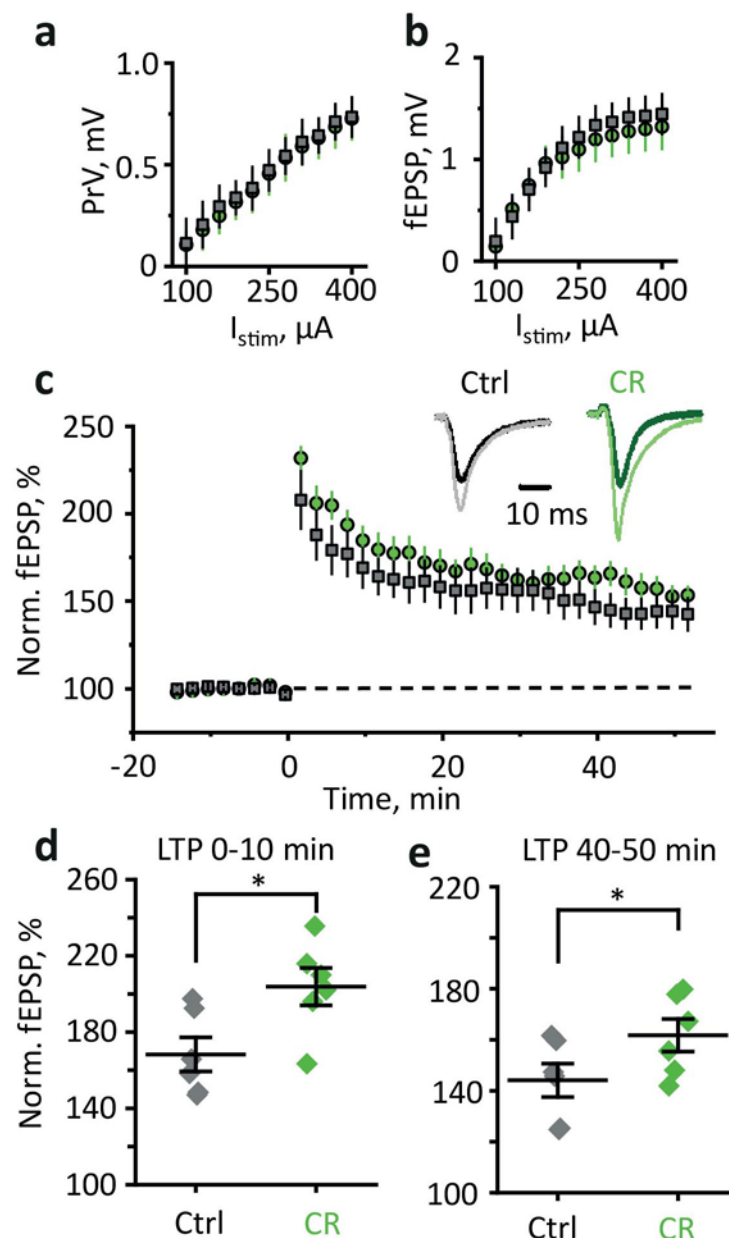 a
PrV, mV
1.0
0.5
0
100
250
400
I_stim, µA
b
fEPSP, mV
2
1
0
100
250
400
I_stim, µA
c
Norm. fEPSP, %
250
200
150
100
-20
0
20
40
Time, min
Ctrl
CR
10 ms
d
LTP 0-10 min
Norm. fEPSP, %
260
220
180
140
100
*
Ctrl
CR
e
LTP 40-50 min
220
180
140
100
*
Ctrl
CR